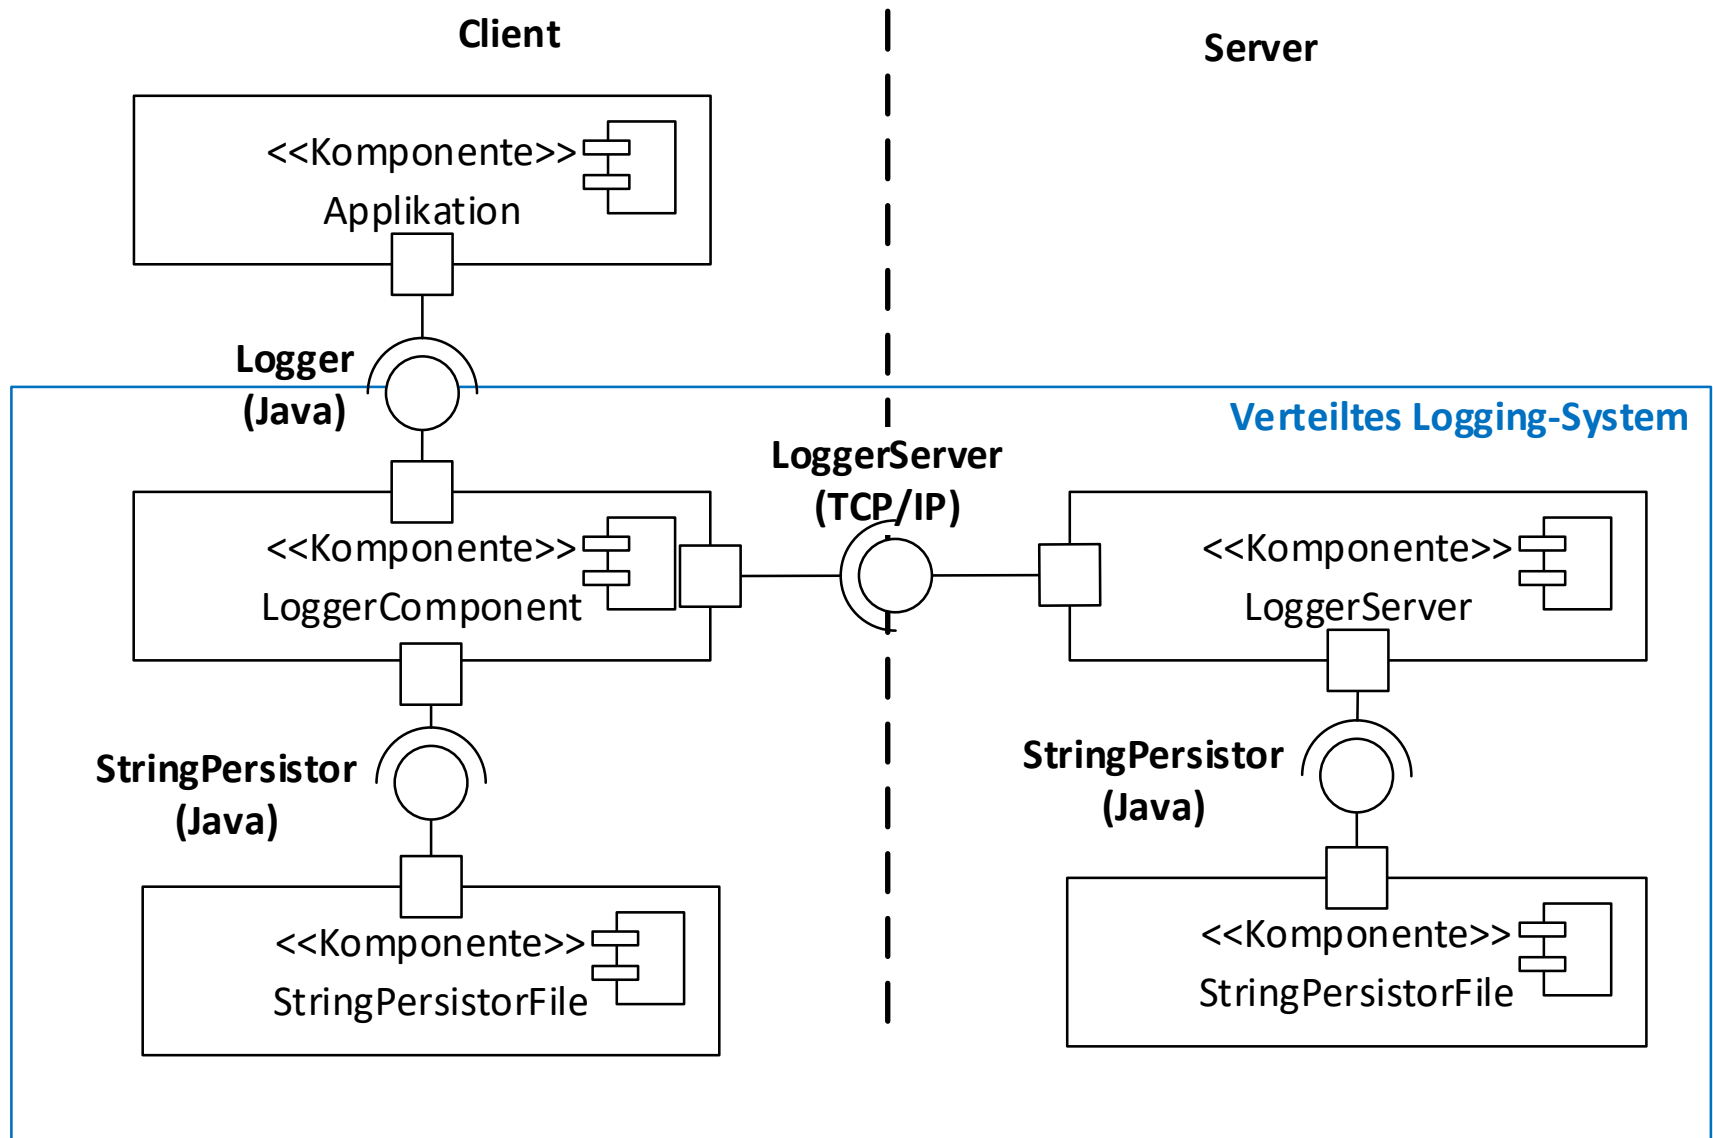 Client
Server
<<Komponente>>
Applikation
Logger
(Java)
Verteiltes Logging-System
LoggerServer
(TCP/IP)
<<Komponente>>
LoggerComponent
<<Komponente>>
LoggerServer
StringPersistor
(Java)
StringPersistor
(Java)
<<Komponente>>
StringPersistorFile
<<Komponente>>
StringPersistorFile